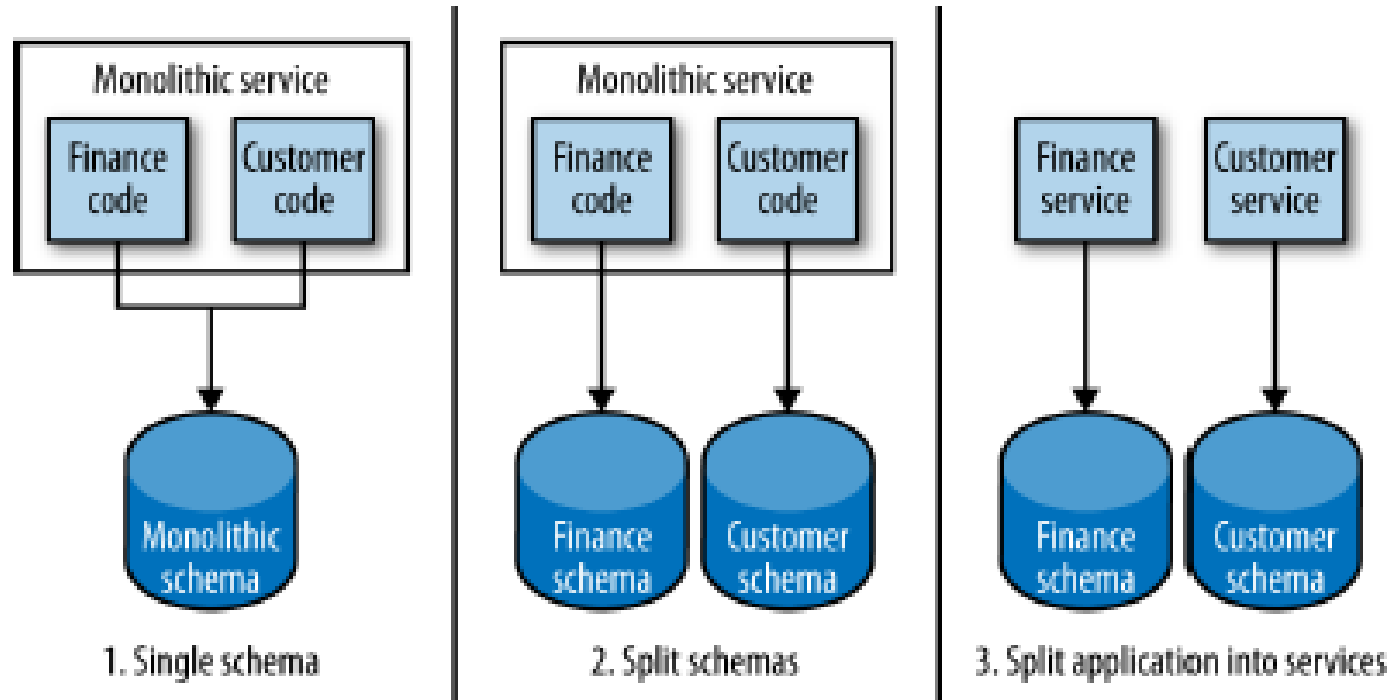 Monolithic service
Finance
code
Customer
code
Monolithic
schema
1. Single schema
Monolithic service
Finance
code
Customer
code
Finance
schema
Customer
schema
2. Split schemas
Finance
service
Customer
service
Finance
schema
Customer
schema
3. Split application into services